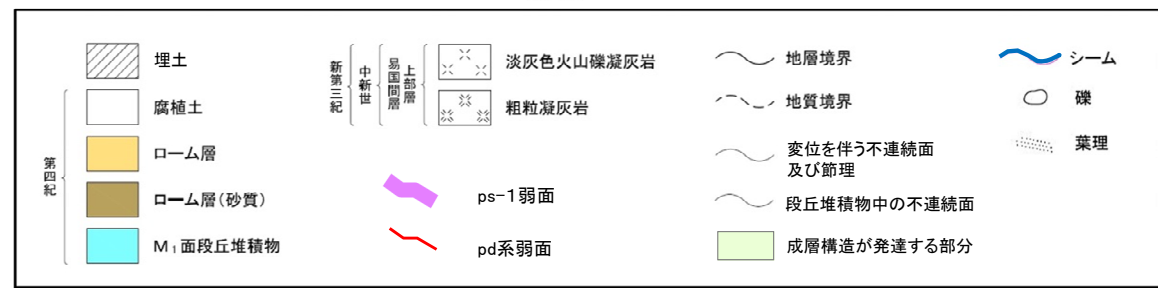 埋土
腐植土
ローム層
ローム層(砂質)
M₁面段丘堆積物
第四紀
新第三紀
中新世
易国間層
上部層
淡灰色火山礫凝灰岩
粗粒凝灰岩
ps-1弱面
pd系弱面
地層境界
地質境界
変位を伴う不連続面
及び節理
段丘堆積物中の不連続面
成層構造が発達する部分
シーム
礫
葉理